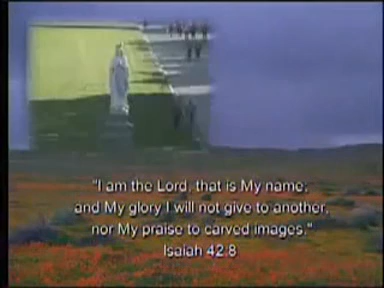 "I am the Lord, that is My name;
and My glory I will not give to another,
nor My praise to carved images."
Isaiah 42:8